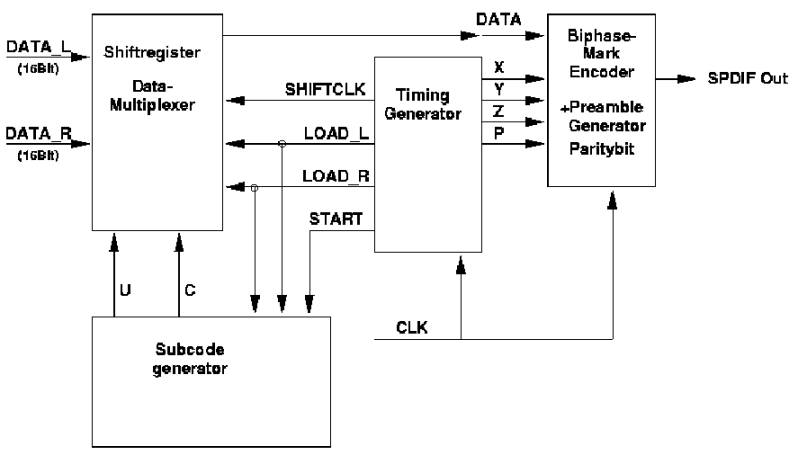 DATA_L
(16Bit)
DATA_R
(16Bit)
Shiftregister
Data-
Multiplexer
SHIFTCLK
LOAD_L
LOAD_R
START
Timing
Generator
DATA
X
Y
Z
P
Biphase-
Mark
Encoder
+Preamble
Generator
Paritybit
SPDIF Out
U
C
CLK
Subcode
generator